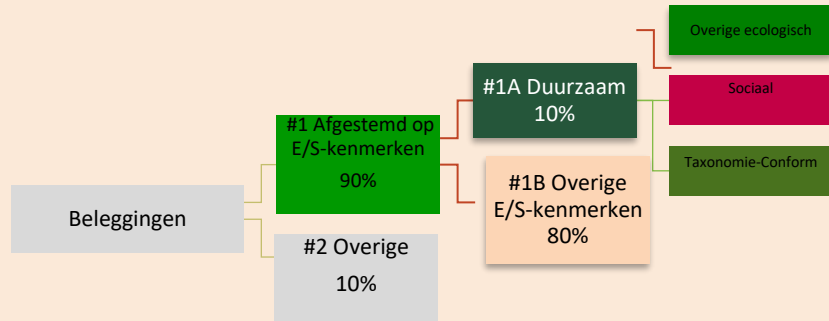 Beleggingen
#1 Afgestemd op
E/S-kenmerken
90%
#2 Overige
10%
#1A Duurzaam
10%
#1B Overige
E/S-kenmerken
80%
Overige ecologisch
Sociaal
Taxonomie-Conform